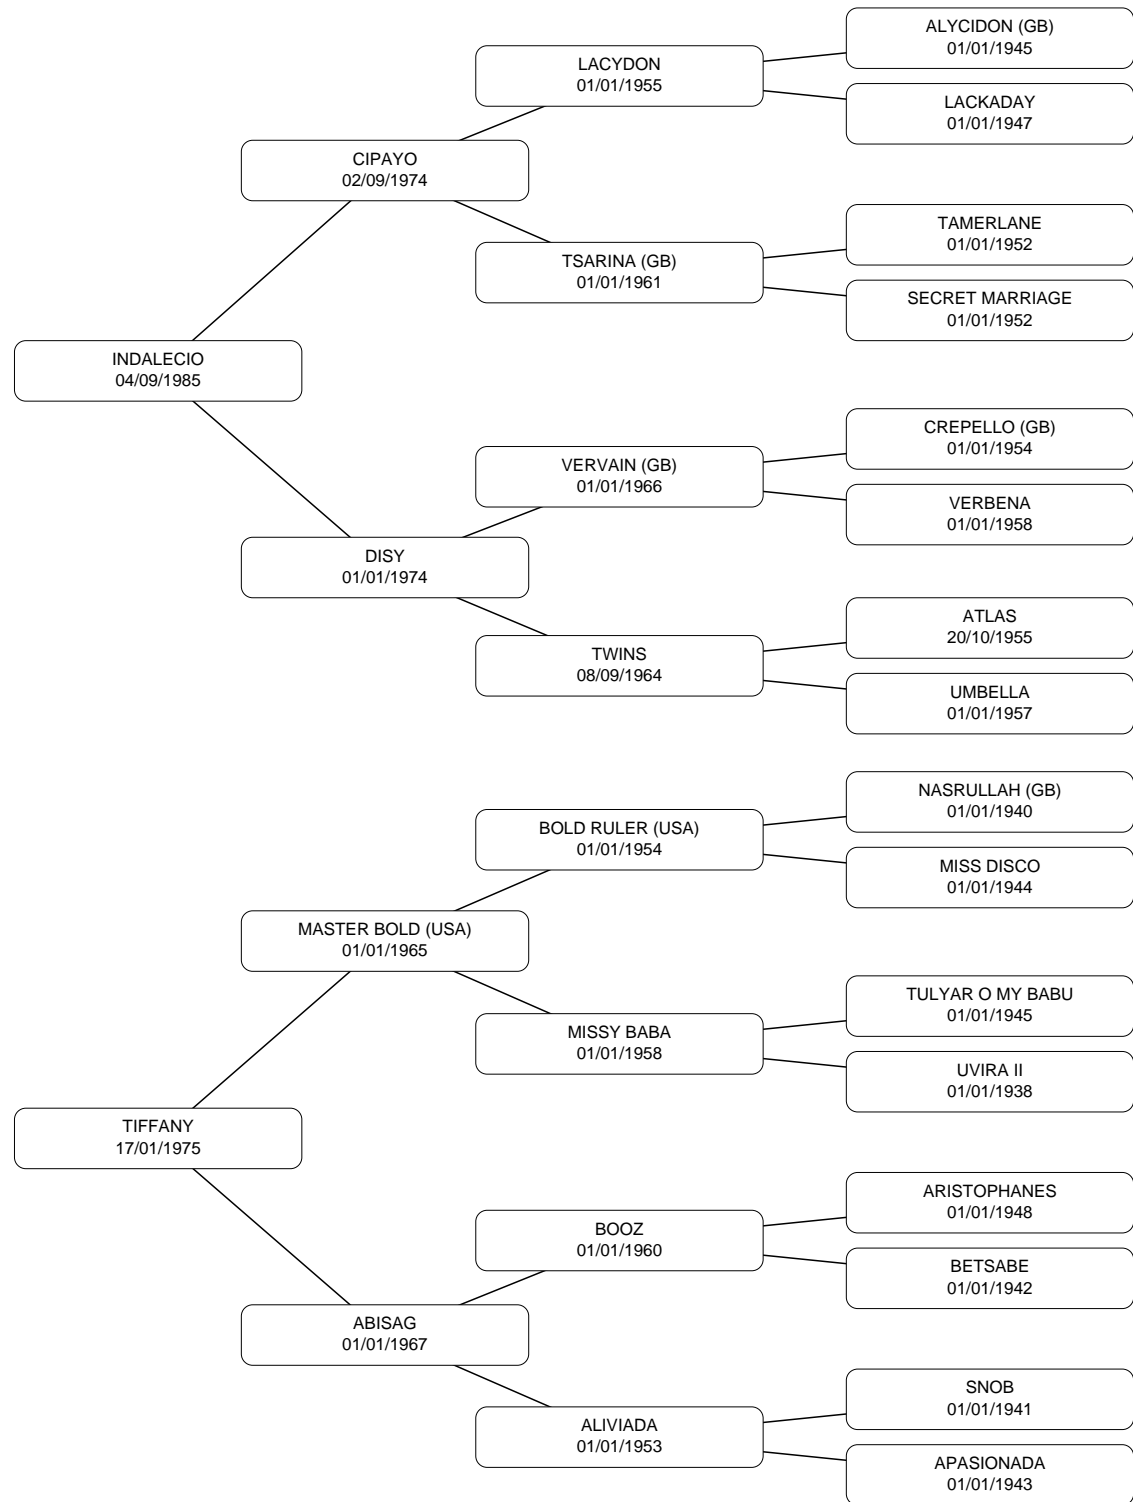 ALYCIDON (GB)
01/01/1945
LACYDON
01/01/1955
LACKADAY
01/01/1947
CIPAYO
02/09/1974
TAMERLANE
01/01/1952
TSARINA (GB)
01/01/1961
SECRET MARRIAGE
01/01/1952
INDALECIO
04/09/1985
CREPELLO (GB)
01/01/1954
VERVAIN (GB)
01/01/1966
VERBENA
01/01/1958
DISY
01/01/1974
ATLAS
20/10/1955
TWINS
08/09/1964
UMBELLA
01/01/1957
NASRULLAH (GB)
01/01/1940
BOLD RULER (USA)
01/01/1954
MISS DISCO
01/01/1944
MASTER BOLD (USA)
01/01/1965
TULYAR O MY BABU
01/01/1945
MISSY BABA
01/01/1958
UVIRA II
01/01/1938
TIFFANY
17/01/1975
ARISTOPHANES
01/01/1948
BOOZ
01/01/1960
BETSABE
01/01/1942
ABISAG
01/01/1967
SNOB
01/01/1941
ALIVIADA
01/01/1953
APASIONADA
01/01/1943